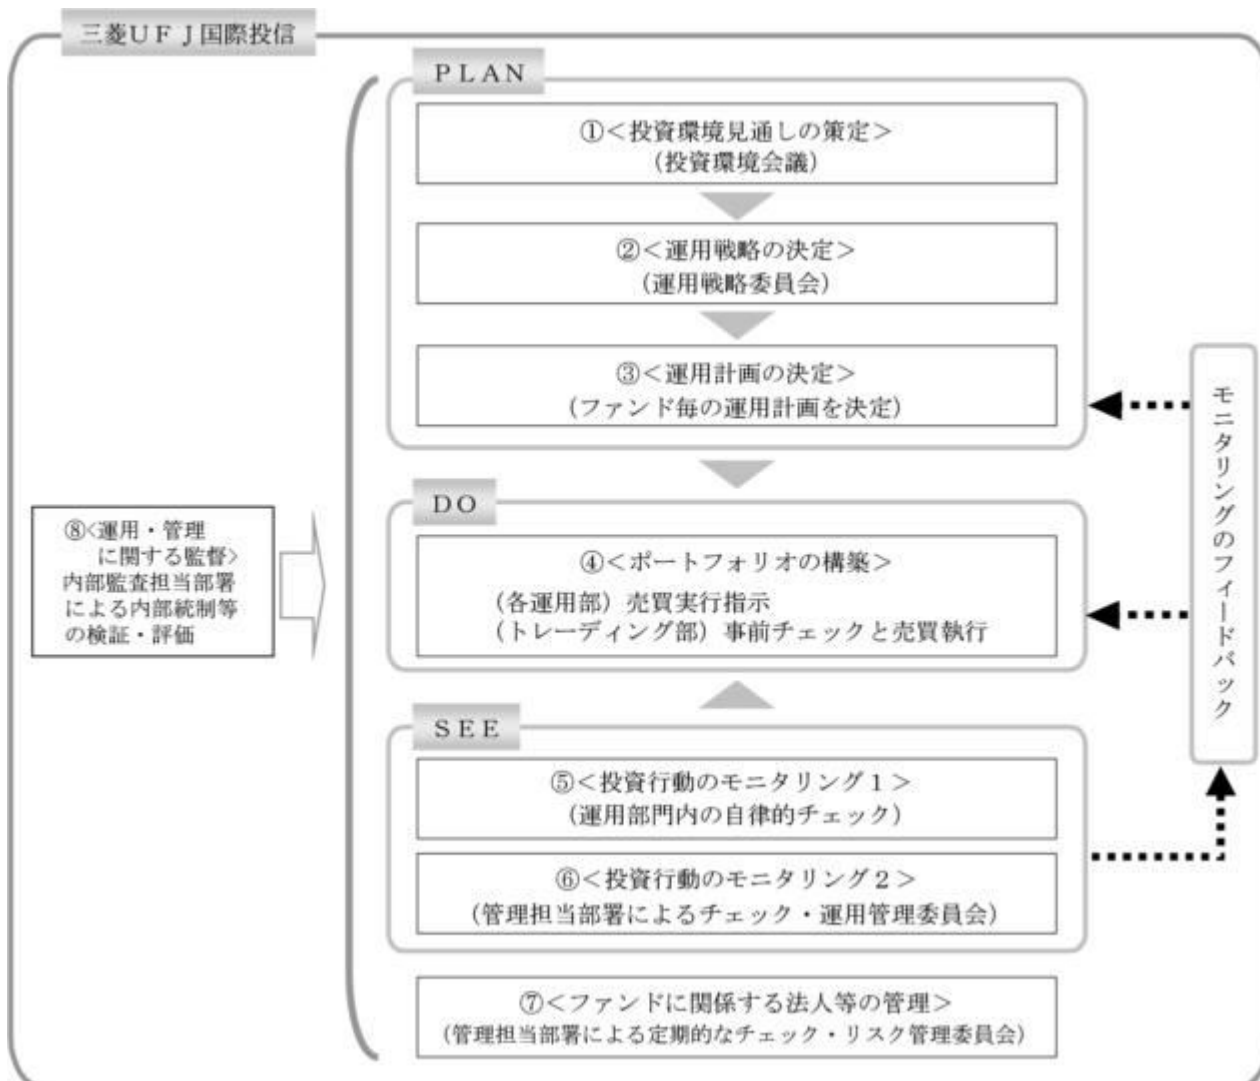 三菱ＵＦＪ国際投信
ＰＬＡＮ
①＜投資環境見通しの策定＞
（投資環境会議）
②＜運用戦略の決定＞
（運用戦略委員会）
③＜運用計画の決定＞
（ファンド毎の運用計画を決定）
ＤＯ
④＜ポートフォリオの構築＞
（各運用部）売買実行指示
（トレーディング部）事前チェックと売買執行
ＳＥＥ
⑤＜投資行動のモニタリング１＞
（運用部門内の自律的チェック）
⑥＜投資行動のモニタリング２＞
（管理担当部署によるチェック・運用管理委員会）
⑦＜ファンドに関係する法人等の管理＞
（管理担当部署による定期的なチェック・リスク管理委員会）
⑧<運用・管理
に関する監督>
内部監査担当部署
による内部統制等
の検証・評価
モニタリングのフィードバック